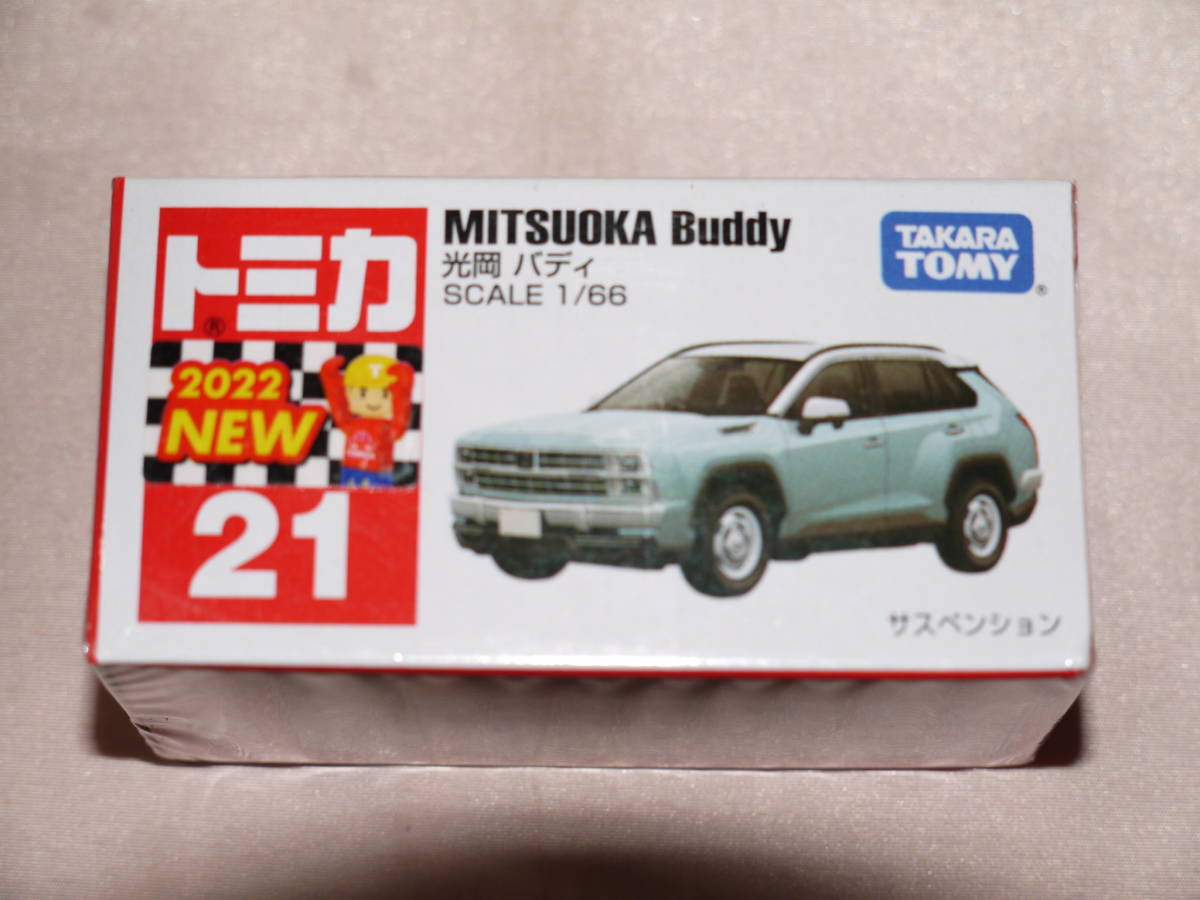 トミカ
®
2022
NEW
21
MITSUOKA Buddy
光岡 バディ
SCALE 1/66
TAKARA
TOMY
®
サスペンション